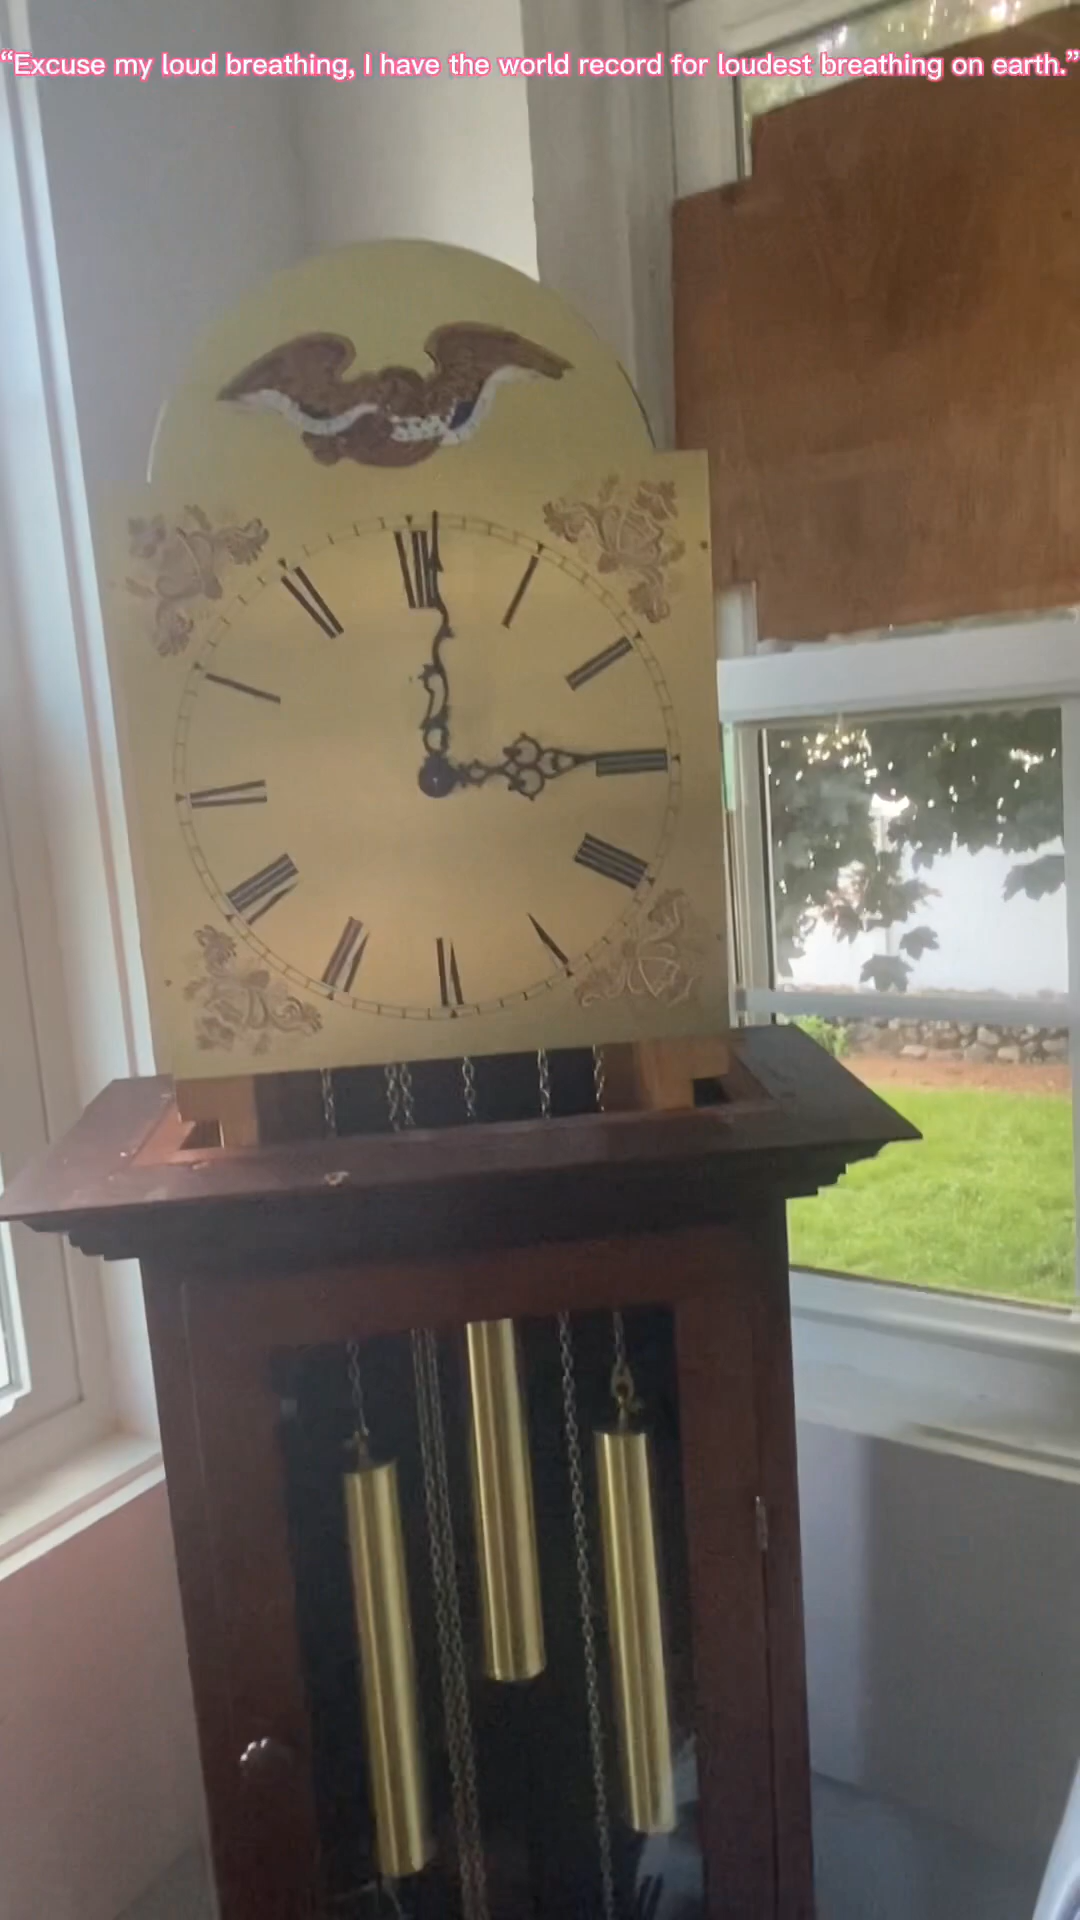 “Excuse my loud breathing, I have the world record for loudest breathing on earth.”